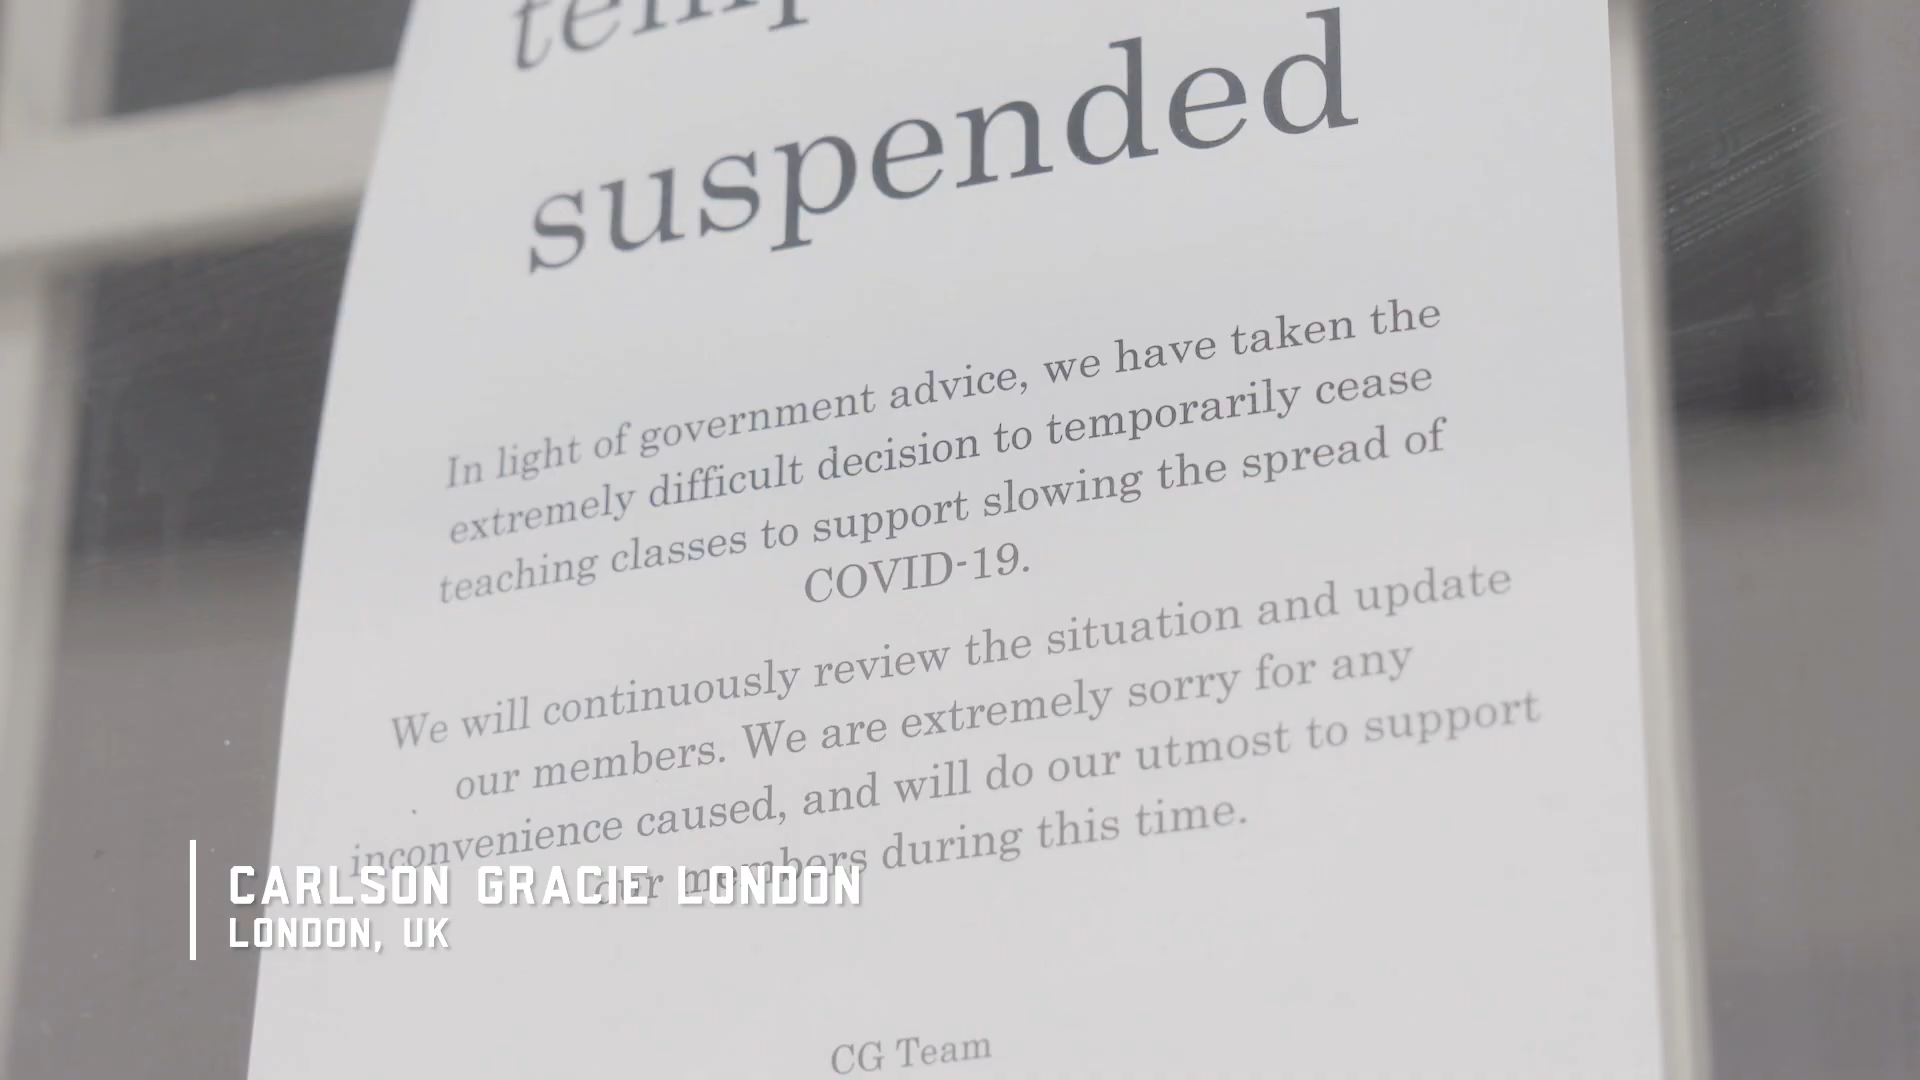 suspended
In light of government advice, we have taken the
extremely difficult decision to temporarily cease
teaching classes to support slowing the spread of
COVID-19.
We will continuously review the situation and update
our members. We are extremely sorry for any
inconvenience caused, and will do our utmost to support
our members during this time.
CARLSON GRACIE LONDON
LONDON, UK
CG Team